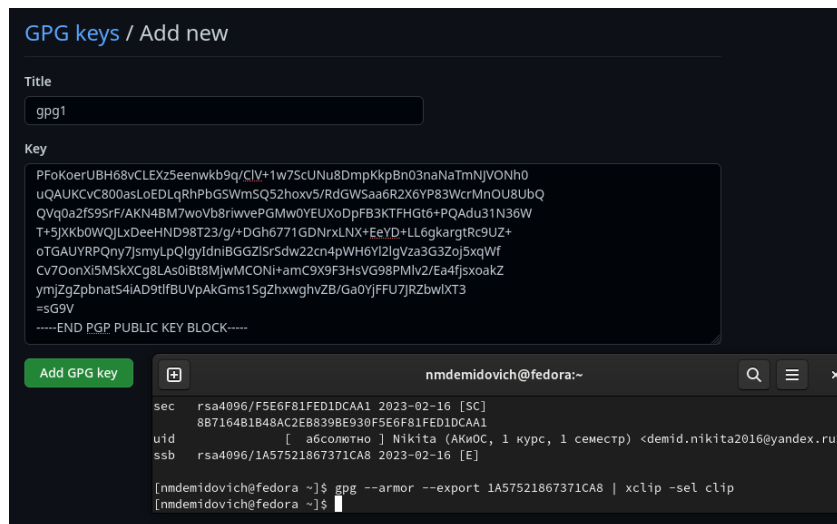 GPG keys / Add new
Title
gpg1
Key
PFoKoerUBH68vCLEXz5eenwkb9q/ClV+1w7ScUNu8DmpKkpBn03naNaTmNJVONh0
uQAUKCvC800asLoEDLqRhPbGSWmSQ52hoxv5/RdGWSaa6R2X6YP83WcrMnOU8UbQ
QVq0a2fS9SrF/AKN4BM7woVb8riwvePGMw0YEUXoDpFB3KTFHGt6+PQAdu31N36W
T+5JXKb0WQJLxDeeHND98T23/g/+DGh6771GDNrxLNX+EeYD+LL6gkargtRc9UZ+
oTGAUYRPQny7JsmyLpQlgyIdniBGGZlSrSdw22cn4pWH6Yl2lgVza3G3Zoj5xqWf
Cv7OonXi5MSkXCg8LAs0iBt8MjwMCONi+amC9X9F3HsVG98PMlv2/Ea4fjsxoakZ
ymjZgZpbnatS4iAD9tlfBUVpAkGms1SgZhxwghvZB/Ga0YjFFU7JRZbwlXT3
=sG9V
-----END PGP PUBLIC KEY BLOCK-----
Add GPG key
nmdemidovich@fedora:~
sec rsa4096/F5E6F81FED1DCAA1 2023-02-16 [SC]
8B7164B1B48AC2EB839BE930F5E6F81FED1DCAA1
uid [ абсолютно ] Nikita (АКиОС, 1 курс, 1 семестр) <demid.nikita2016@yandex.ru
ssb rsa4096/1A57521867371CA8 2023-02-16 [E]
[nmdemidovich@fedora ~]$ gpg --armor --export 1A57521867371CA8 | xclip -sel clip
[nmdemidovich@fedora ~]$